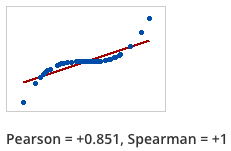 Pearson = +0.851, Spearman = +1